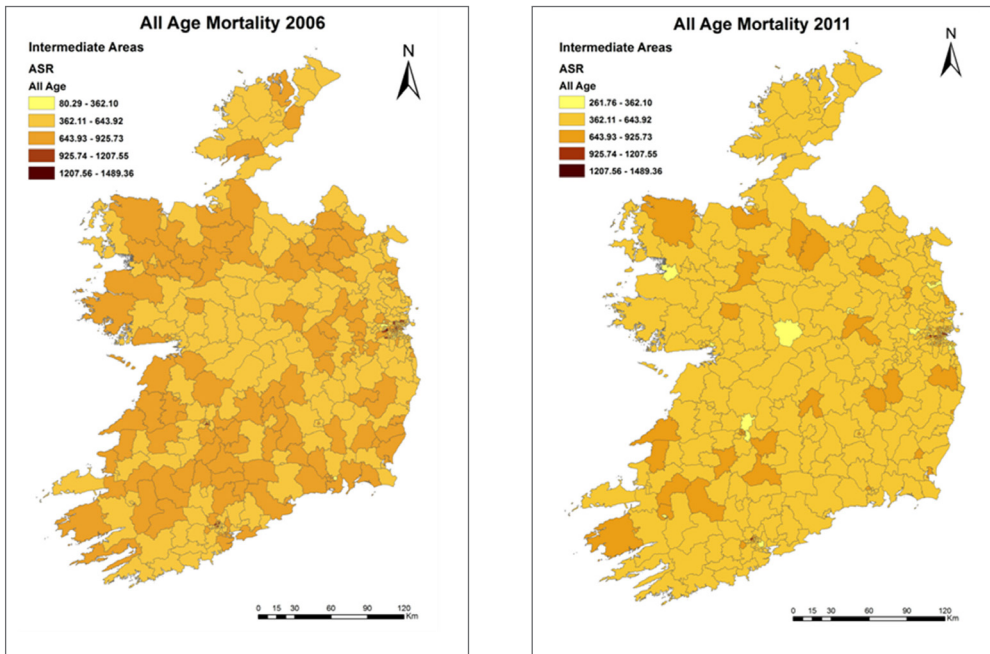 All Age Mortality 2006
Intermediate Areas
ASR
All Age
80.29 - 362.10
362.11 - 643.92
643.93 - 925.73
925.74 - 1207.55
1207.56 - 1489.36
N
0 15 30 60 90 120
Km
All Age Mortality 2011
Intermediate Areas
ASR
All Age
261.76 - 362.10
362.11 - 643.92
643.93 - 925.73
925.74 - 1207.55
1207.56 - 1489.36
N
0 15 30 60 90 120
Km